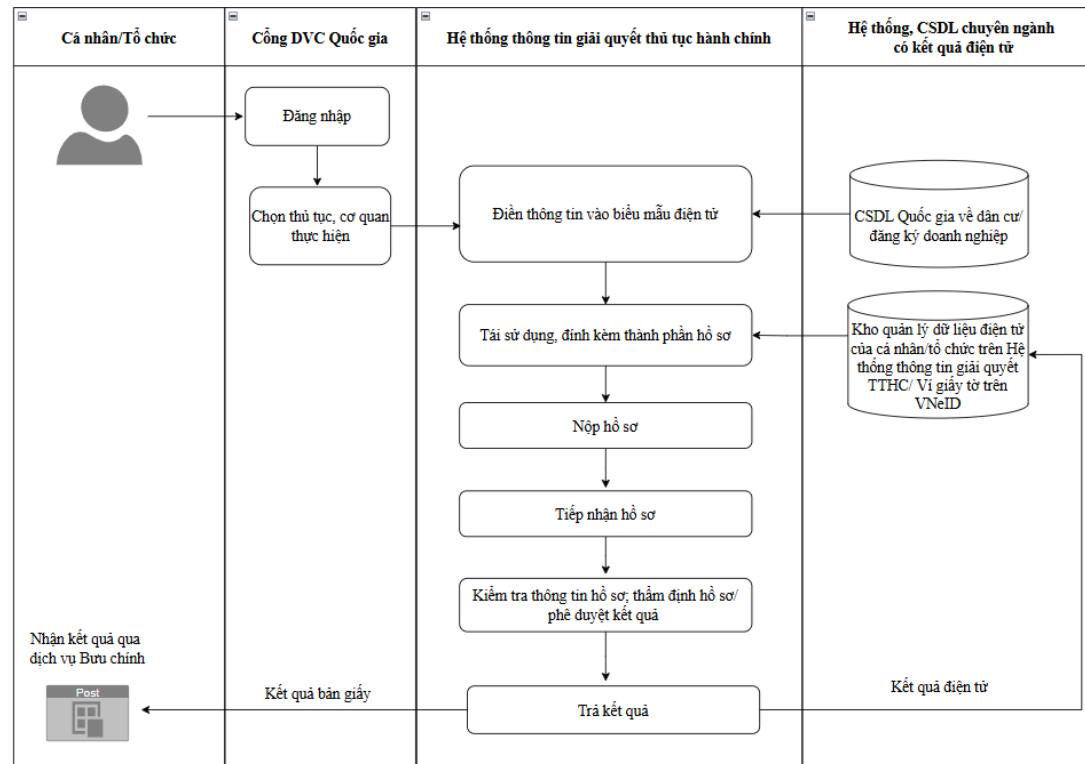 Cá nhân/Tổ chức
Cổng DVC Quốc gia
Hệ thống thông tin giải quyết thủ tục hành chính
Hệ thống, CSDL chuyên ngành
có kết quả điện tử
Đăng nhập
Chọn thủ tục, cơ quan
thực hiện
Điền thông tin vào biểu mẫu điện tử
CSDL Quốc gia về dân cư/
đăng ký doanh nghiệp
Tái sử dụng, đính kèm thành phần hồ sơ
Kho quản lý dữ liệu điện tử
của cá nhân/tổ chức trên Hệ
thống thông tin giải quyết
TTHC/ Ví giấy tờ trên
VNeID
Nộp hồ sơ
Tiếp nhận hồ sơ
Kiểm tra thông tin hồ sơ; thẩm định hồ sơ/
phê duyệt kết quả
Nhận kết quả qua
dịch vụ Bưu chính
Post
Kết quả bản giấy
Trả kết quả
Kết quả điện tử